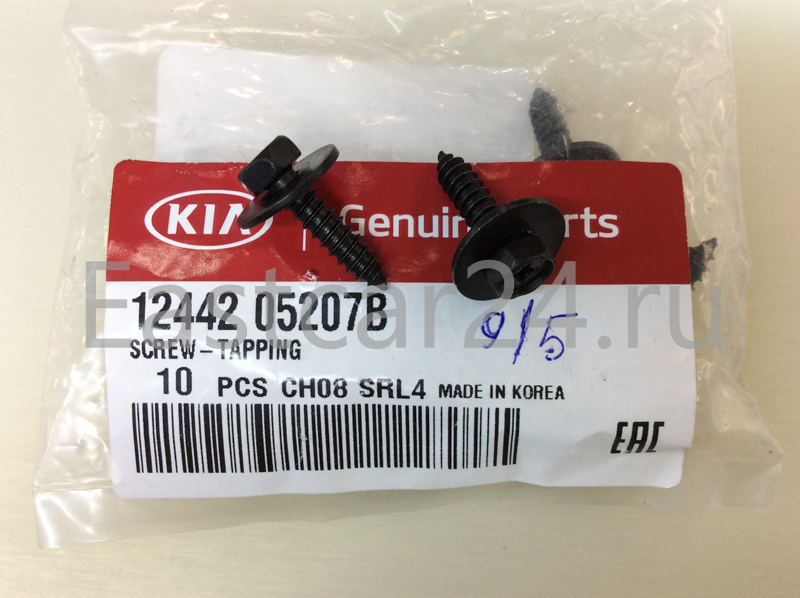 KIA Genuine Parts
Eastcar24.ru
12442 05207B
SCREW-TAPPING
9/5
10 PCS CH08 SRL4 MADE IN KOREA
EAC